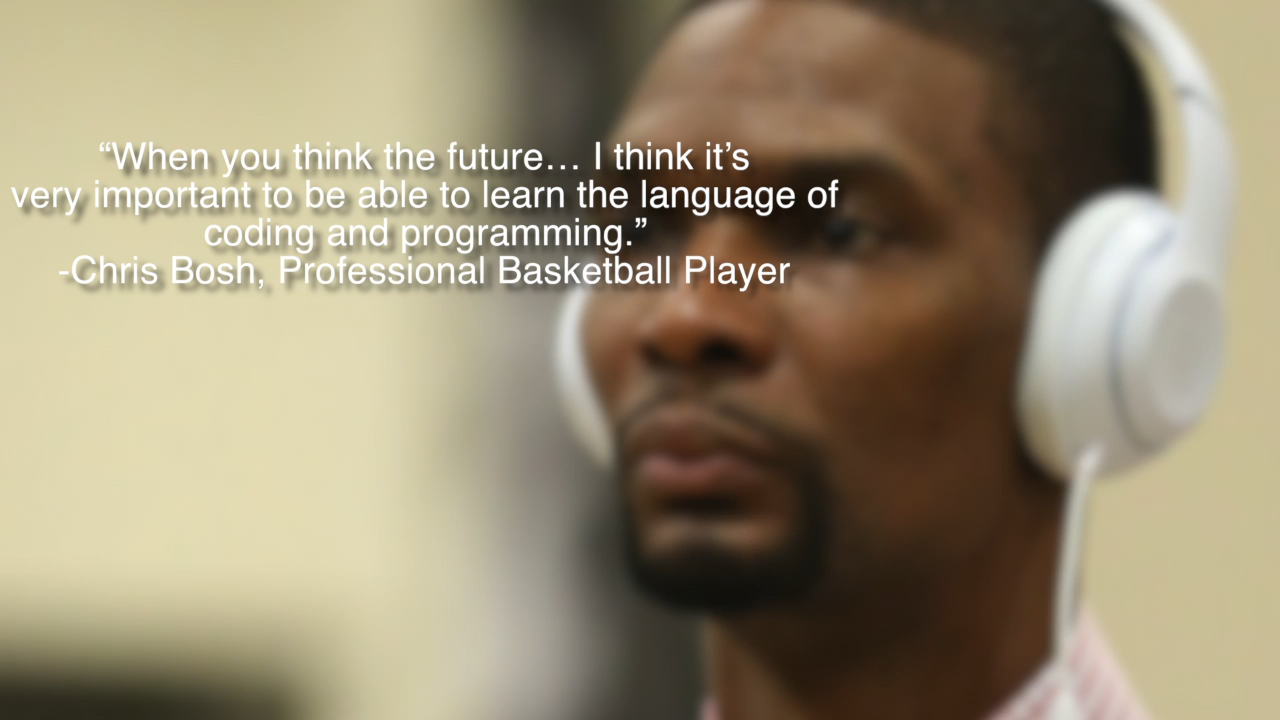 “When you think the future… I think it’s
very important to be able to learn the language of
coding and programming.”
-Chris Bosh, Professional Basketball Player